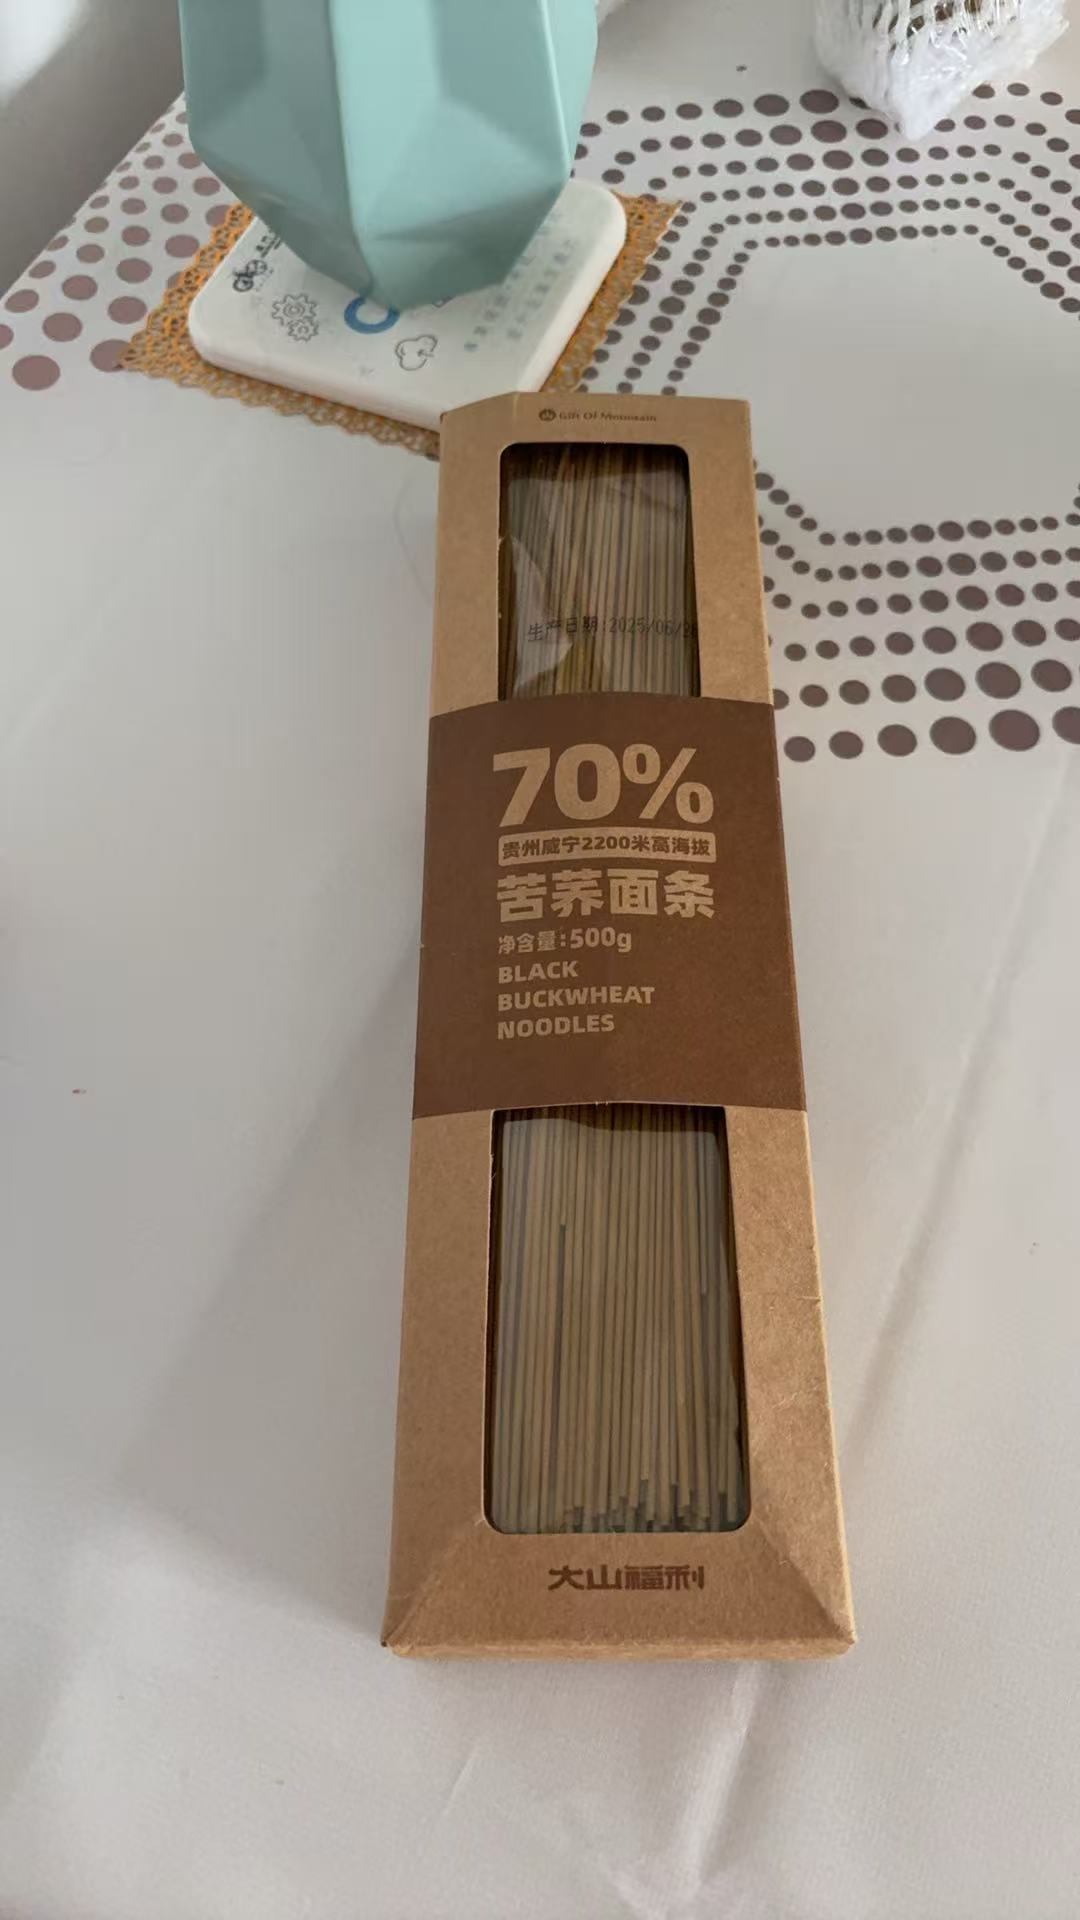 Gift Of Mountain
生产日期:2025/06/2
70%
贵州威宁2200米高海拔
苦荞面条
净含量:500g
BLACK
BUCKWHEAT
NOODLES
大山福利